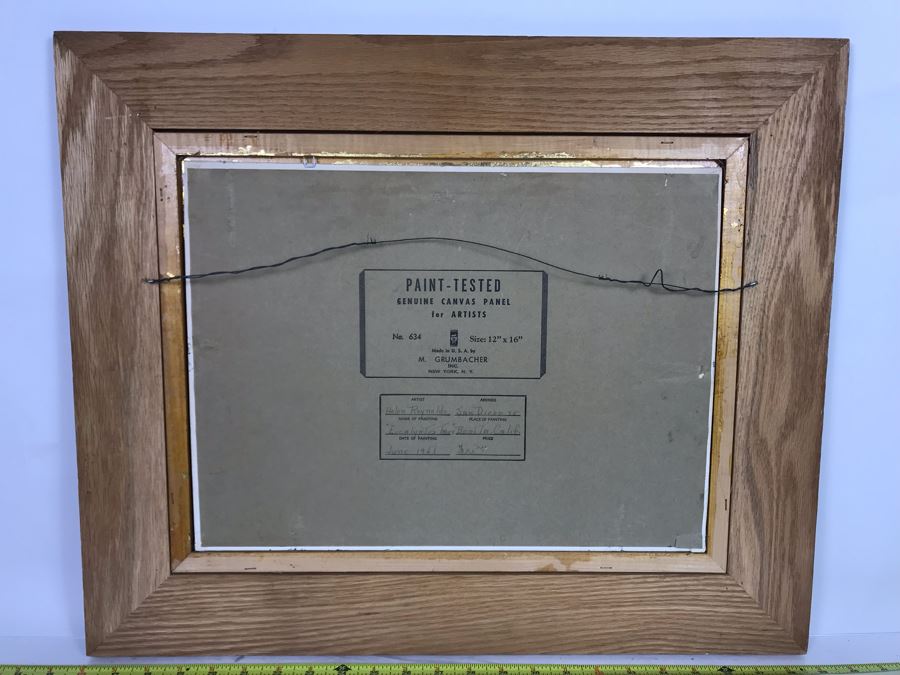 PAINT-TESTED
GENUINE CANVAS PANEL
for ARTISTS
No. 634 Size: 12" x 16"
Made in U. S. A. by
M. GRUMBACHER
INC.
NEW YORK, N. Y.
ARTIST ADDRESS
Helen Reynolds San Diego
NAME OF PAINTING PLACE OF PAINTING
"Eucalyptus Calif.
DATE OF PAINTING PRICE
June 1961